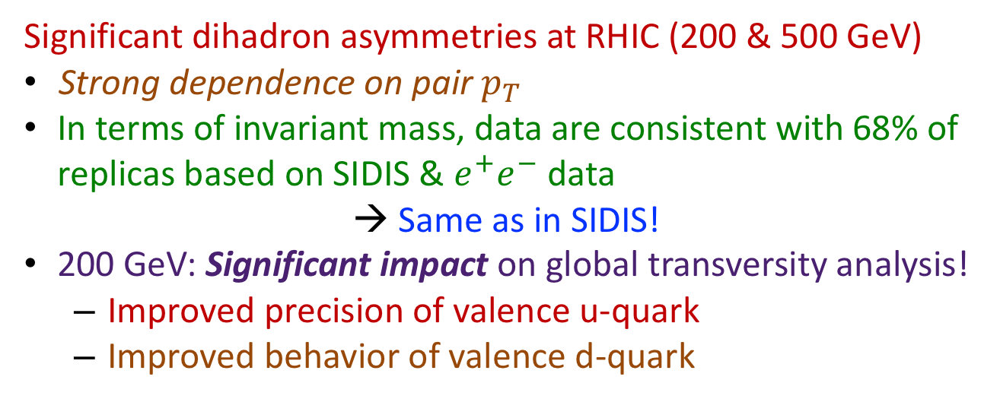 Significant dihadron asymmetries at RHIC (200 & 500 GeV)
• Strong dependence on pair p_T
• In terms of invariant mass, data are consistent with 68% of
replicas based on SIDIS & e⁺e⁻ data
→ Same as in SIDIS!
• 200 GeV: Significant impact on global transversity analysis!
– Improved precision of valence u-quark
– Improved behavior of valence d-quark